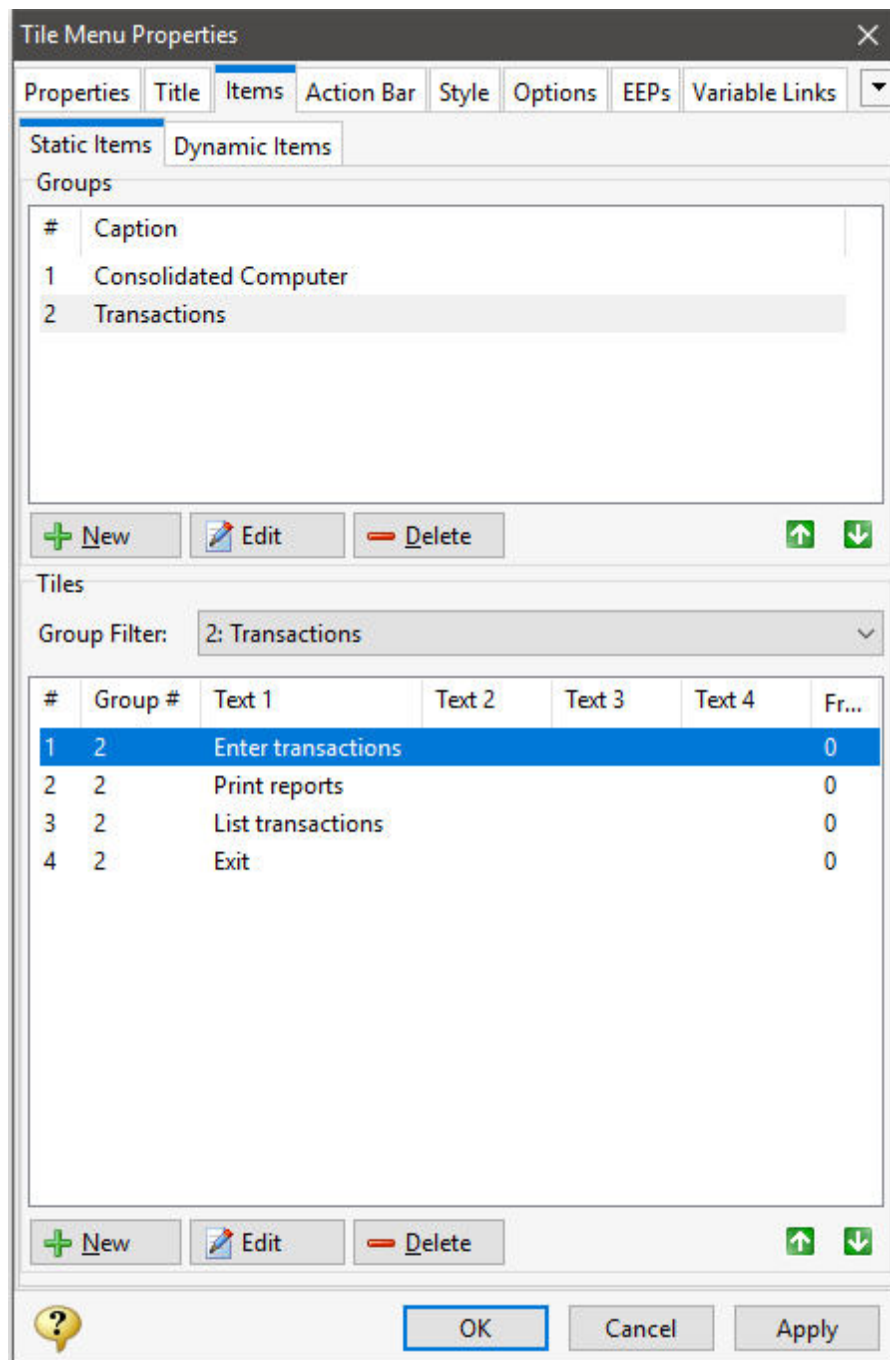 Tile Menu Properties
Properties Title Items Action Bar Style Options EEPs Variable Links
Static Items Dynamic Items
Groups
# Caption
1 Consolidated Computer
2 Transactions
New Edit Delete
Tiles
Group Filter: 2: Transactions
# Group # Text 1 Text 2 Text 3 Text 4 Fr...
1 2 Enter transactions 0
2 2 Print reports 0
3 2 List transactions 0
4 2 Exit 0
New Edit Delete
? OK Cancel Apply